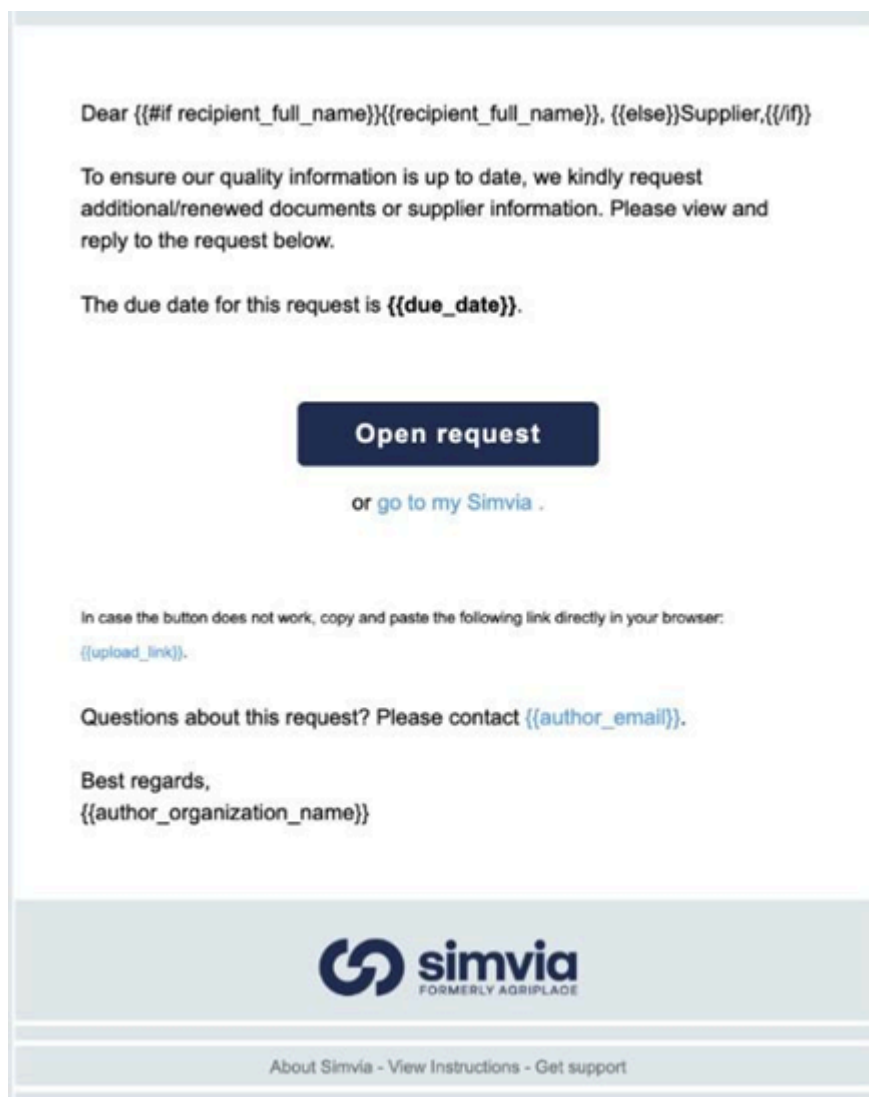 Dear {{#if recipient_full_name}}{{recipient_full_name}}, {{else}}Supplier,{{/if}}
To ensure our quality information is up to date, we kindly request
additional/renewed documents or supplier information. Please view and
reply to the request below.
The due date for this request is {{due_date}}.
Open request
or go to my Simvia .
In case the button does not work, copy and paste the following link directly in your browser:
{{upload_link}}.
Questions about this request? Please contact {{author_email}}.
Best regards,
{{author_organization_name}}
simvia
FORMERLY AGRIPLACE
About Simvia - View Instructions - Get support